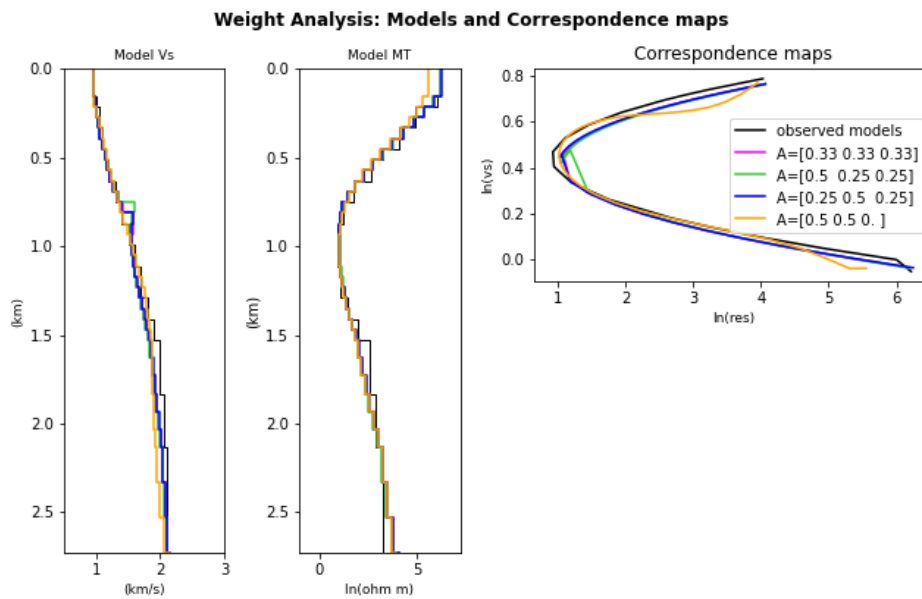 Weight Analysis: Models and Correspondence maps
Model Vs
0.0
0.5
1.0
1.5
2.0
2.5
(km)
1 2 3
(km/s)
Model MT
0.0
0.5
1.0
1.5
2.0
2.5
(km)
0 5
ln(ohm m)
Correspondence maps
0.8
0.6
0.4
0.2
0.0
ln(vs)
1 2 3 4 5 6
ln(res)
observed models
A=[0.33 0.33 0.33]
A=[0.5 0.25 0.25]
A=[0.25 0.5 0.25]
A=[0.5 0.5 0. ]